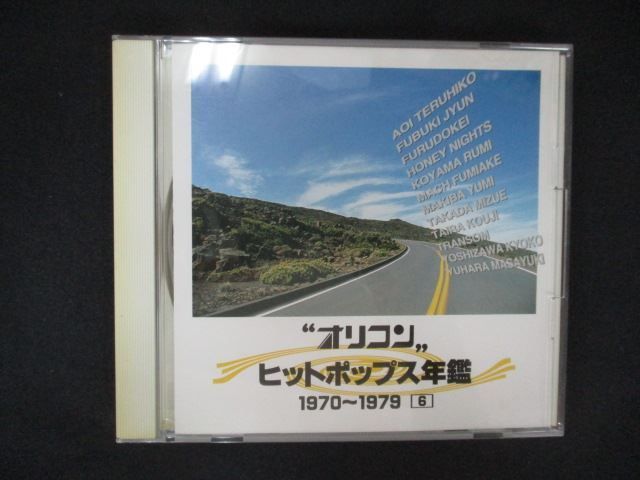 AOI TERUHIKO
FUBUKI JYUN
FURUDOKEI
HONEY NIGHTS
KOYAMA RUMI
MACH FUMIAKE
MAKIBA YUMI
TAKADA MIZUE
TAIRA KOUJI
TRANSOM
YOSHIZAWA KYOKO
YUHARA MASAYUKI
“オリコン„
ヒットポップス年鑑
1970〜1979 6